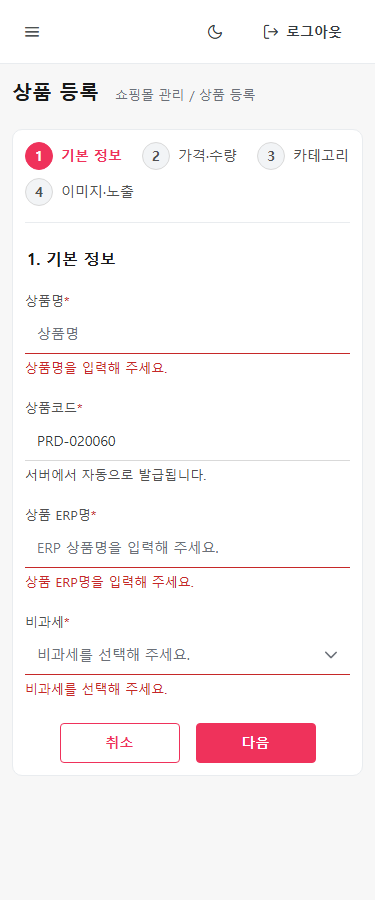 로그아웃
상품 등록 쇼핑몰 관리 / 상품 등록
1 기본 정보 2 가격·수량 3 카테고리
4 이미지·노출
1. 기본 정보
상품명*
상품명
상품명을 입력해 주세요.
상품코드*
PRD-020060
서버에서 자동으로 발급됩니다.
상품 ERP명*
ERP 상품명을 입력해 주세요.
상품 ERP명을 입력해 주세요.
비과세*
비과세를 선택해 주세요.
비과세를 선택해 주세요.
취소 다음